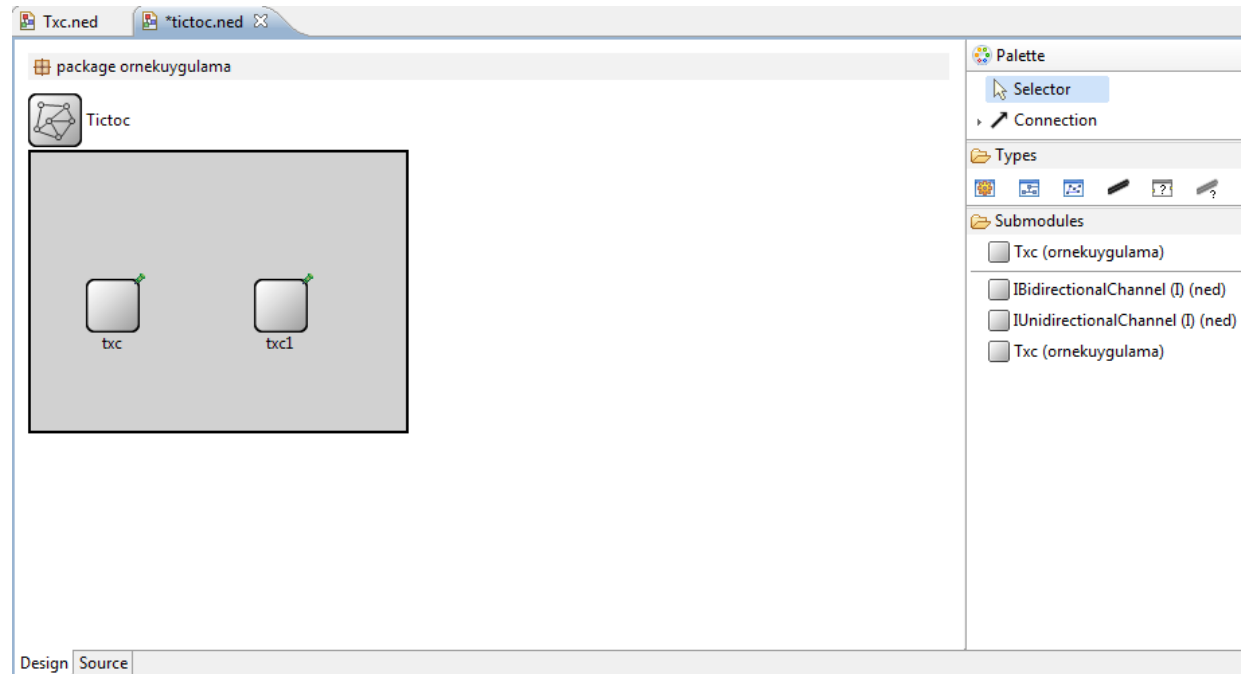 Txc.ned
*tictoc.ned
package ornekuygulama
Tictoc
txc
txc1
Design
Source
Palette
Selector
Connection
Types
Submodules
Txc (ornekuygulama)
IBidirectionalChannel (I) (ned)
IUnidirectionalChannel (I) (ned)
Txc (ornekuygulama)